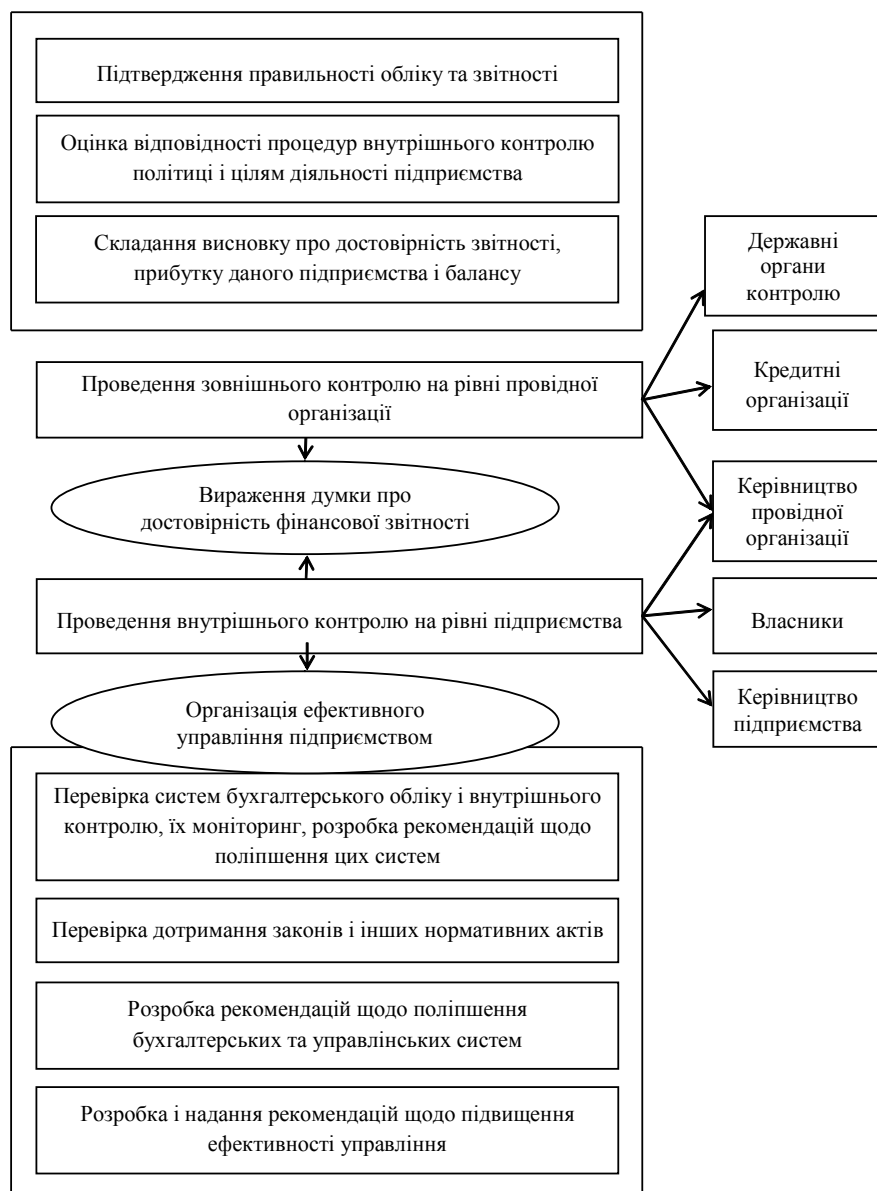 Підтвердження правильності обліку та звітності
Оцінка відповідності процедур внутрішнього контролю
політиці і цілям діяльності підприємства
Складання висновку про достовірність звітності,
прибутку даного підприємства і балансу
Державні
органи
контролю
Проведення зовнішнього контролю на рівні провідної
організації
Кредитні
організації
Вираження думки про
достовірність фінансової звітності
Керівництво
провідної
організації
Проведення внутрішнього контролю на рівні підприємства
Власники
Організація ефективного
управління підприємством
Керівництво
підприємства
Перевірка систем бухгалтерського обліку і внутрішнього
контролю, їх моніторинг, розробка рекомендацій щодо
поліпшення цих систем
Перевірка дотримання законів і інших нормативних актів
Розробка рекомендацій щодо поліпшення
бухгалтерських та управлінських систем
Розробка і надання рекомендацій щодо підвищення
ефективності управління